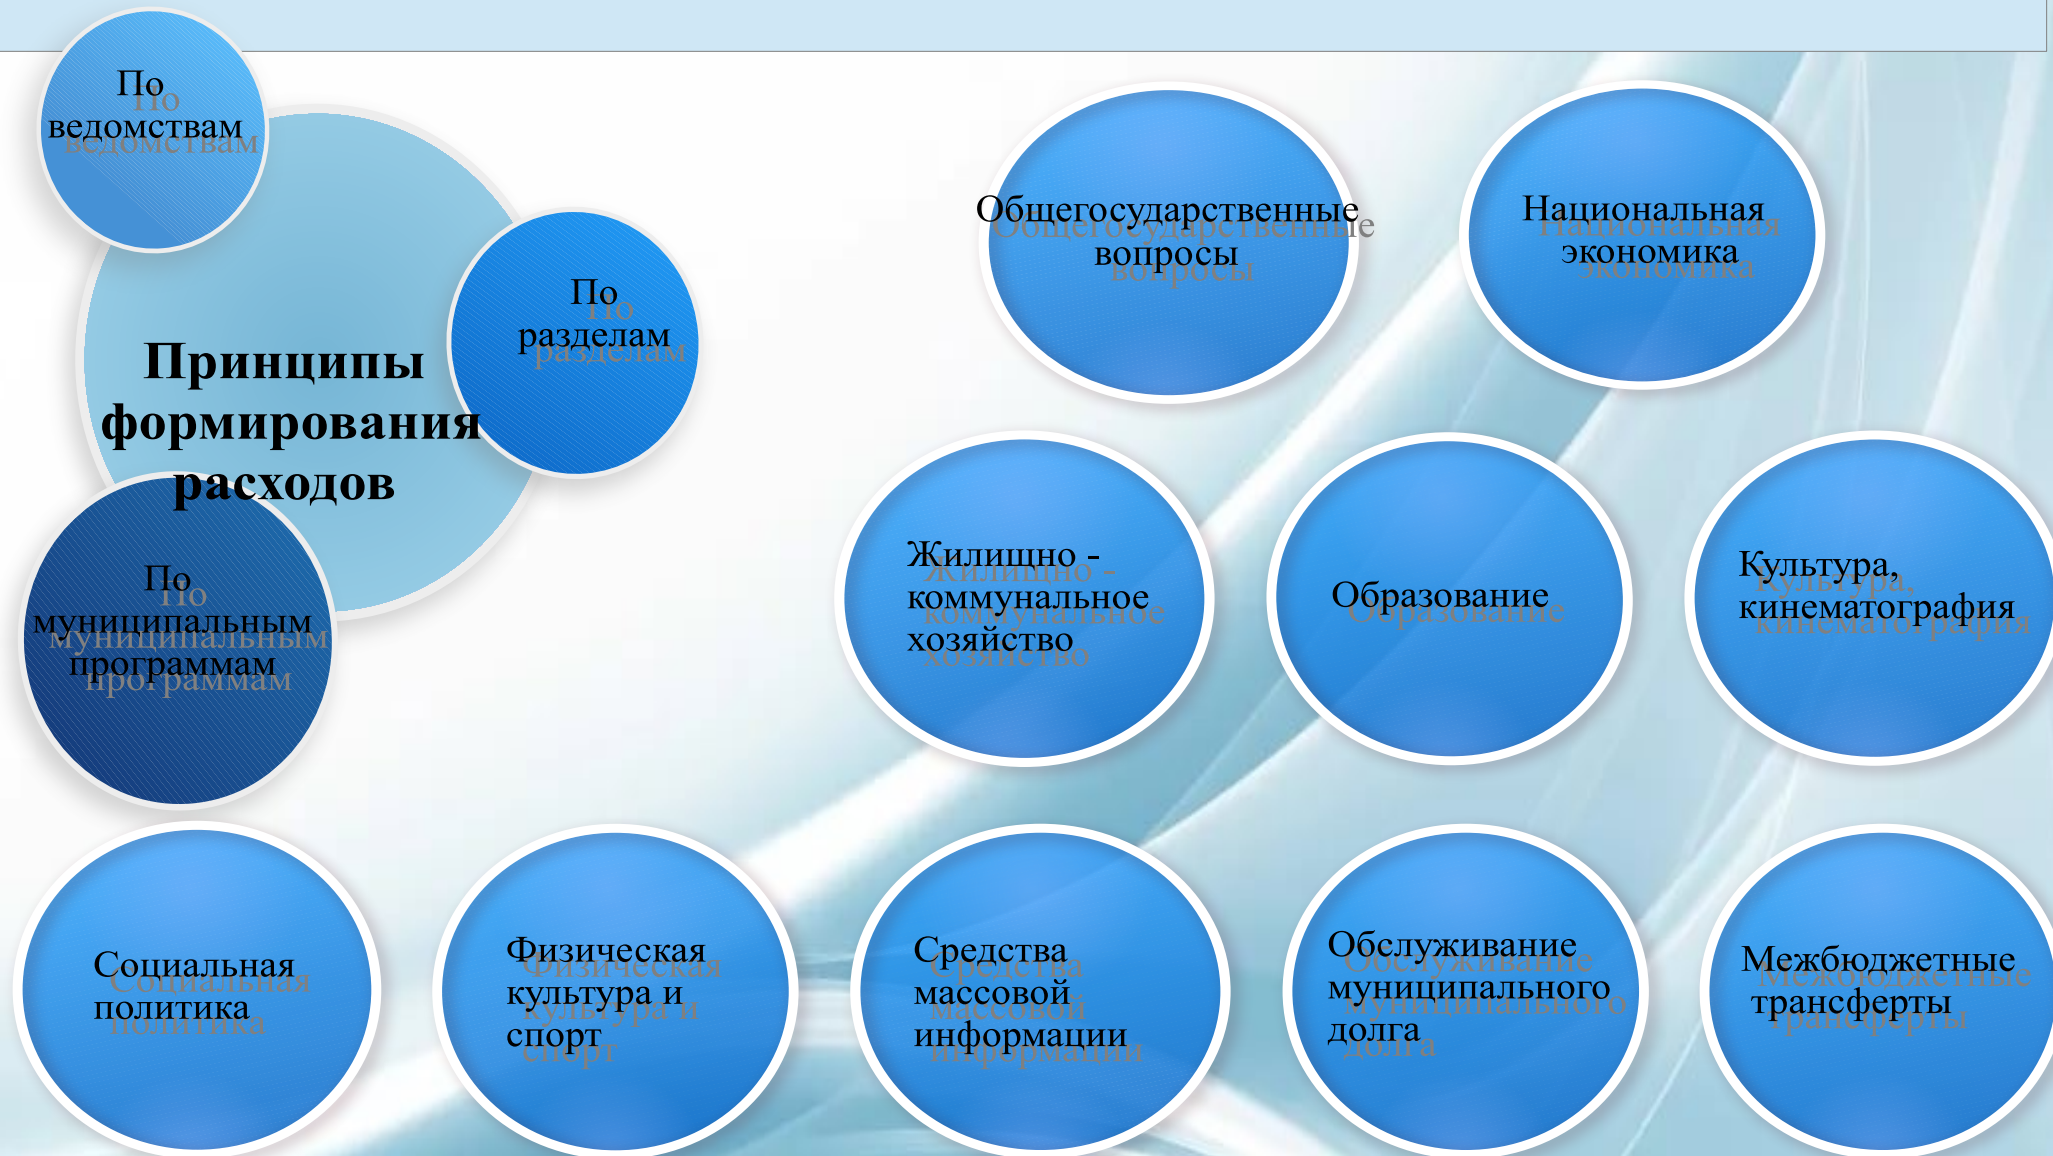 По
ведомствам
По
разделам
Принципы
формирования
расходов
По
муниципальным
программам
Общегосударственные
вопросы
Национальная
экономика
Жилищно -
коммунальное
хозяйство
Образование
Культура,
кинематография
Социальная
политика
Физическая
культура и
спорт
Средства
массовой
информации
Обслуживание
муниципального
долга
Межбюджетные
трансферты